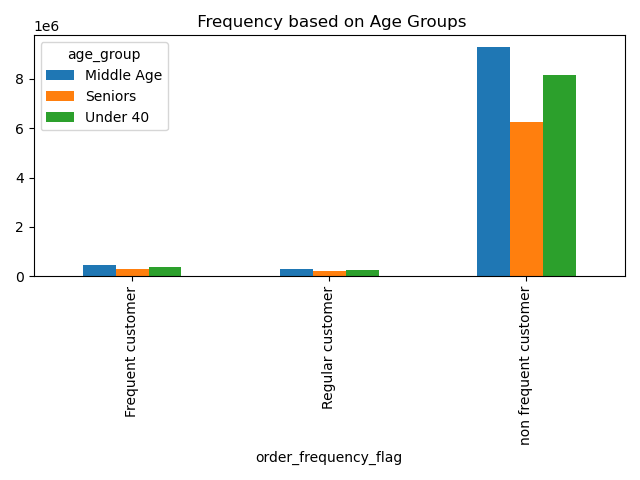 Frequency based on Age Groups
1e6
age_group
Middle Age
Seniors
Under 40
8
6
4
2
0
Frequent customer
Regular customer
non frequent customer
order_frequency_flag